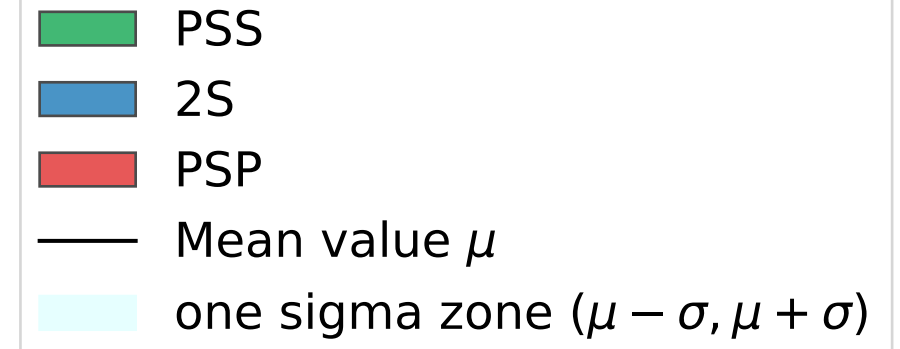 PSS
2S
PSP
Mean value μ
one sigma zone (μ − σ, μ + σ)